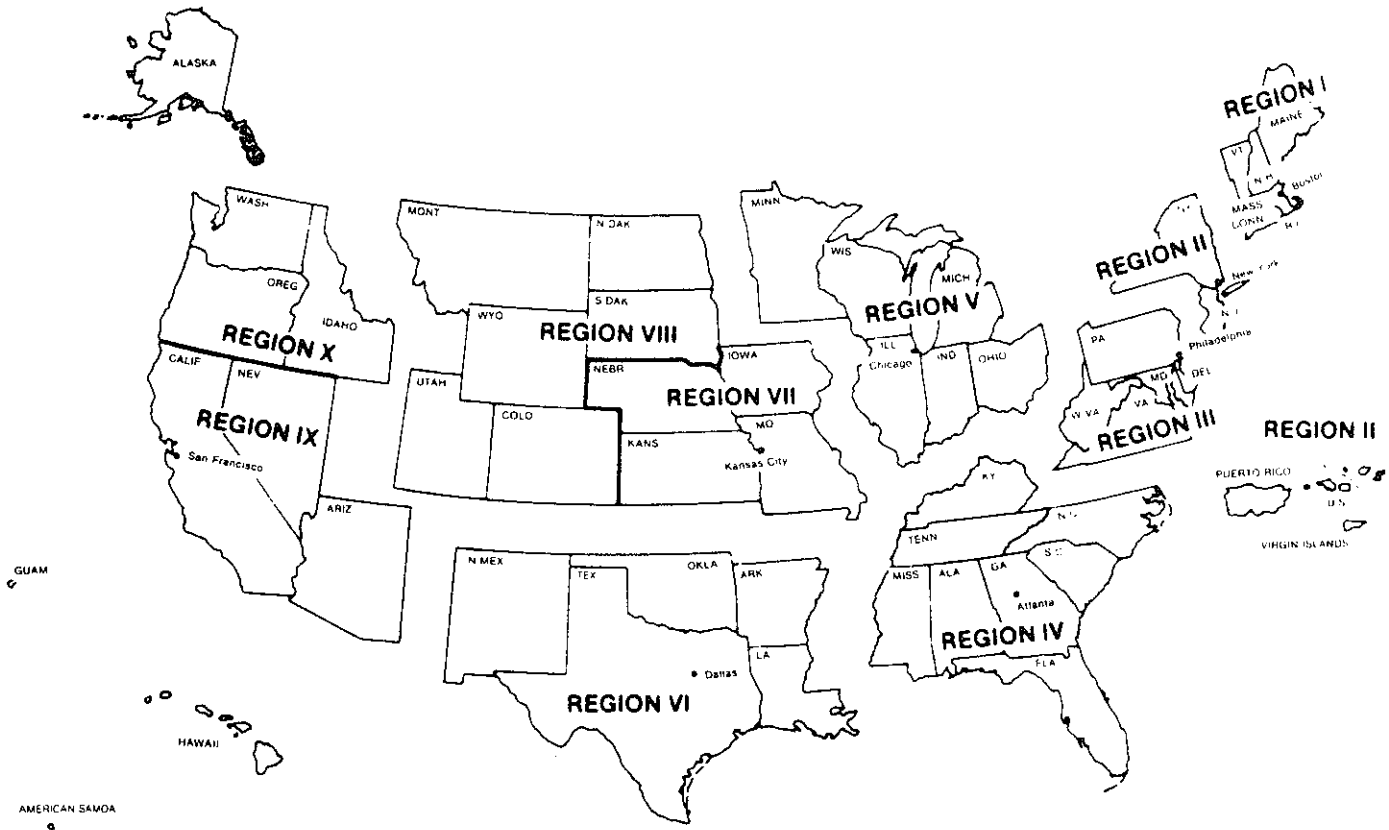 ALASKA
REGION I
MAINE
VT
N.H
Boston
MASS
CONN
R.I.
WASH
MONT
N DAK
MINN
WIS
MICH
REGION II
New York
N.J.
OREG
IDAHO
WYO
S DAK
REGION VIII
REGION V
REGION X
CALIF
NEV
UTAH
NEBR
IOWA
ILL
Chicago
IND
OHIO
PA
Philadelphia
MD
DEL
REGION VII
REGION IX
COLO
KANS
MO
Kansas City
W VA
VA
REGION III
REGION II
San Francisco
ARIZ
KY
PUERTO RICO
U.S.
VIRGIN ISLANDS
N.C.
TENN
S.C.
GUAM
N MEX
TEX
OKLA
ARK
MISS
ALA
GA
Atlanta
REGION IV
FLA
LA
Dallas
REGION VI
HAWAII
AMERICAN SAMOA